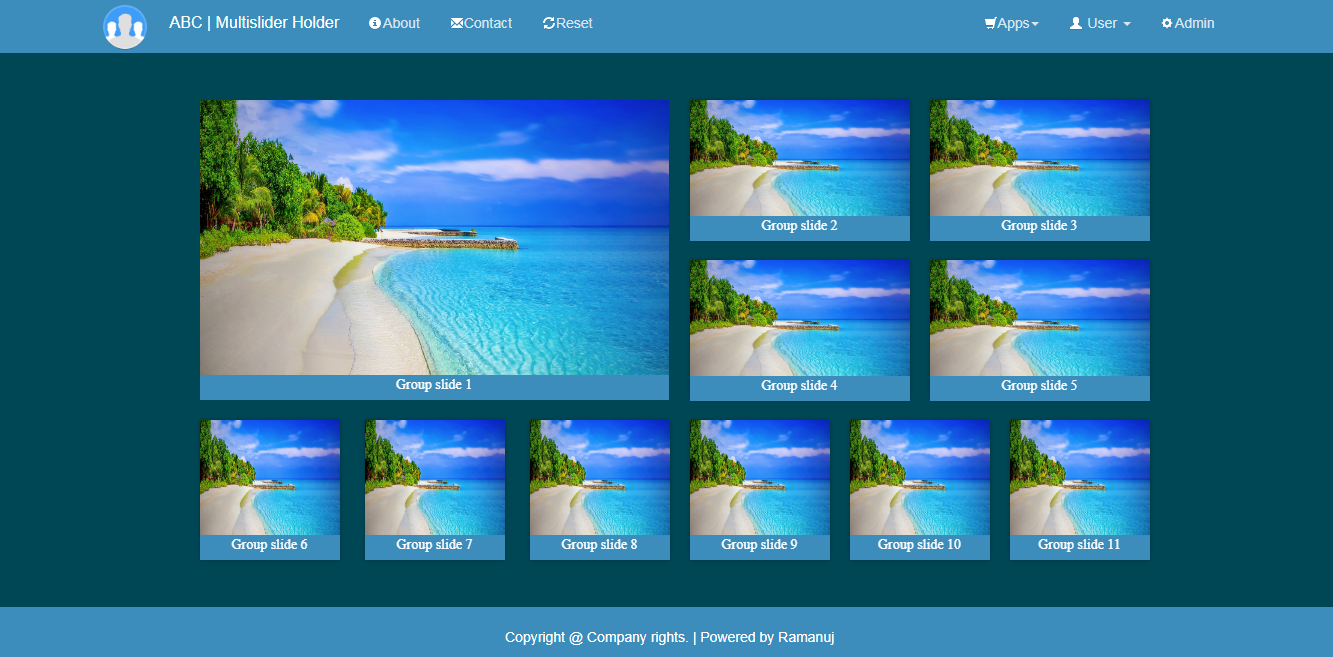 ABC | Multislider Holder About Contact Reset Apps User Admin
Group slide 1
Group slide 2
Group slide 3
Group slide 4
Group slide 5
Group slide 6
Group slide 7
Group slide 8
Group slide 9
Group slide 10
Group slide 11
Copyright @ Company rights. | Powered by Ramanuj